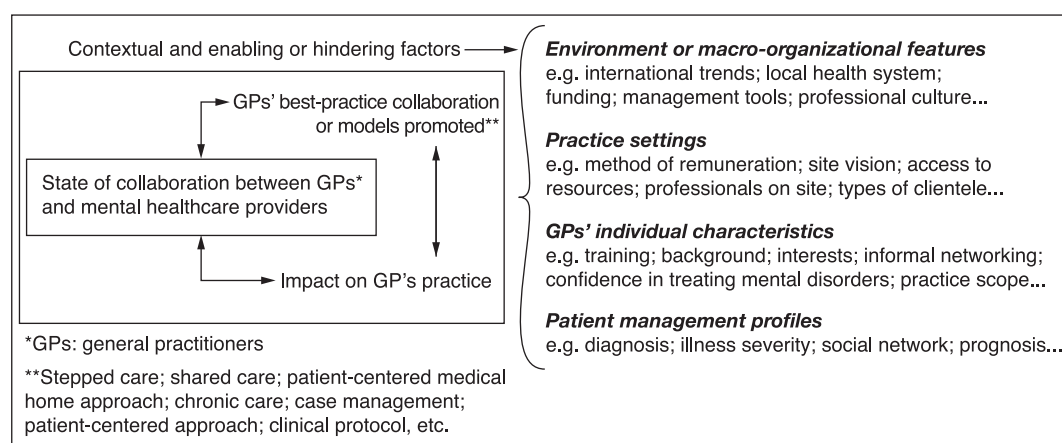 Contextual and enabling or hindering factors
GPs' best-practice collaboration
or models promoted**
State of collaboration between GPs*
and mental healthcare providers
Impact on GP's practice
*GPs: general practitioners
**Stepped care; shared care; patient-centered medical
home approach; chronic care; case management;
patient-centered approach; clinical protocol, etc.
Environment or macro-organizational features
e.g. international trends; local health system;
funding; management tools; professional culture...
Practice settings
e.g. method of remuneration; site vision; access to
resources; professionals on site; types of clientele...
GPs' individual characteristics
e.g. training; background; interests; informal networking;
confidence in treating mental disorders; practice scope...
Patient management profiles
e.g. diagnosis; illness severity; social network; prognosis...